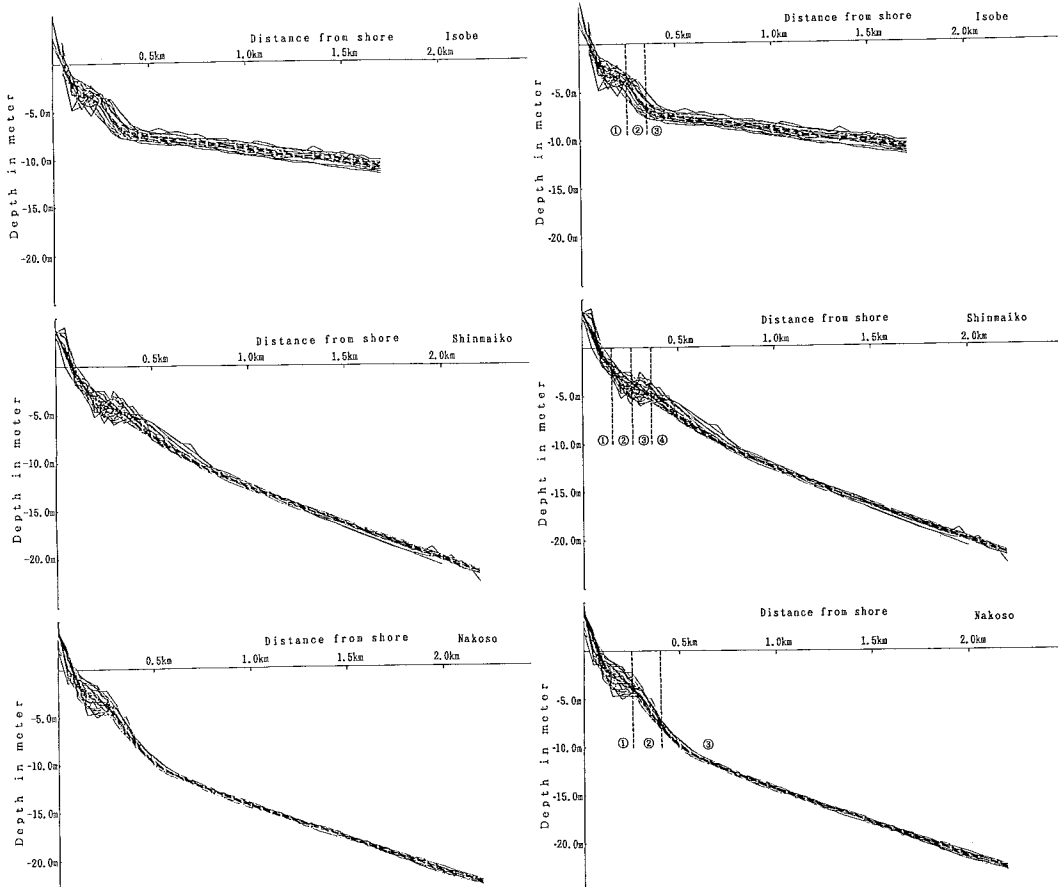 Distance from shore Isobe
0.5km 1.0km 1.5km 2.0km
-5.0m
-10.0m
-15.0m
-20.0m
Depth in meter
Distance from shore Isobe
0.5km 1.0km 1.5km 2.0km
-5.0m
-10.0m
-15.0m
-20.0m
Depth in meter
① ② ③
Distance from shore Shinmaiko
0.5km 1.0km 1.5km 2.0km
-5.0m
-10.0m
-15.0m
-20.0m
Depth in meter
Distance from shore Shinmaiko
0.5km 1.0km 1.5km 2.0km
-5.0m
-10.0m
-15.0m
-20.0m
Depht in meter
① ② ③ ④
Distance from shore Nakoso
0.5km 1.0km 1.5km 2.0km
-5.0m
-10.0m
-15.0m
-20.0m
Depth in meter
Distance from shore Nakoso
0.5km 1.0km 1.5km 2.0km
-5.0m
-10.0m
-15.0m
-20.0m
Depth in meter
① ② ③